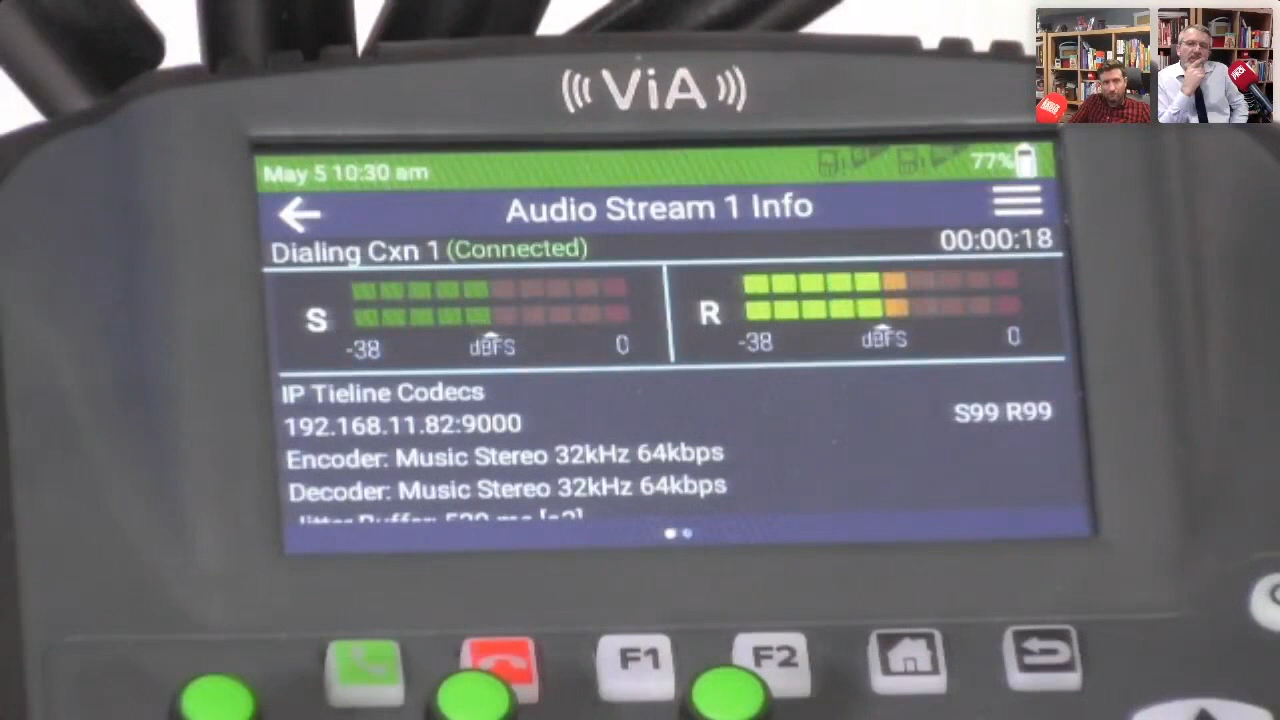 ViA
May 5 10:30 am
77%
Audio Stream 1 Info
Dialing Cxn 1 (Connected)
00:00:18
S
-38
dBFS
0
R
-38
dBFS
0
IP Tieline Codecs
192.168.11.82:9000
S99 R99
Encoder: Music Stereo 32kHz 64kbps
Decoder: Music Stereo 32kHz 64kbps
F1
F2